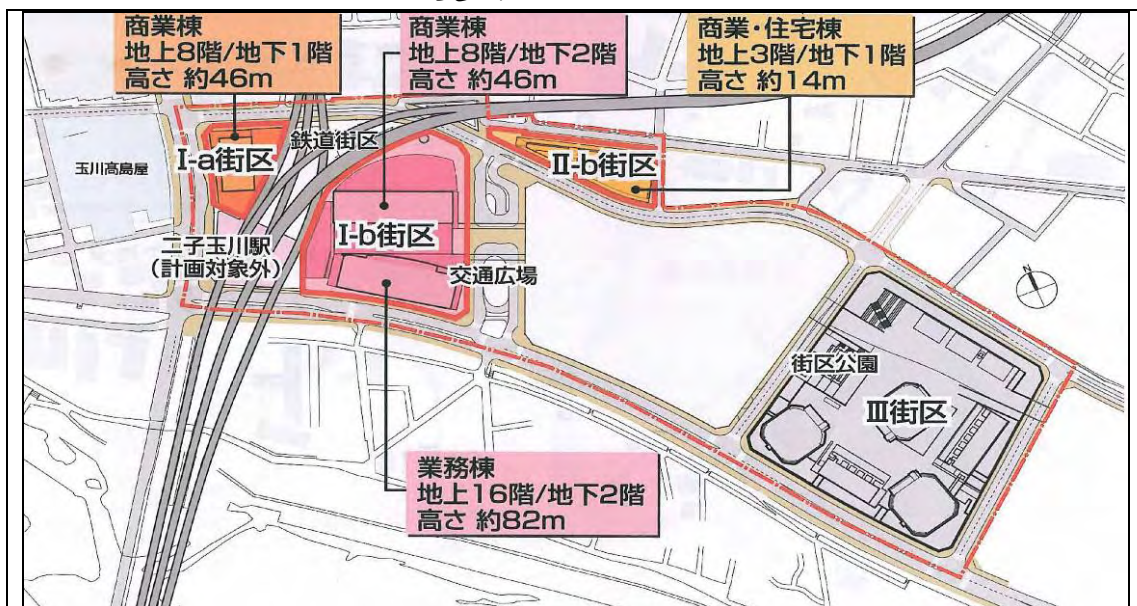 商業棟
地上8階/地下1階
高さ 約46m
商業棟
地上8階/地下2階
高さ 約46m
商業・住宅棟
地上3階/地下1階
高さ 約14m
玉川髙島屋
I-a街区
鉄道街区
II-b街区
二子玉川駅
(計画対象外)
I-b街区
交通広場
N
街区公園
III街区
業務棟
地上16階/地下2階
高さ 約82m